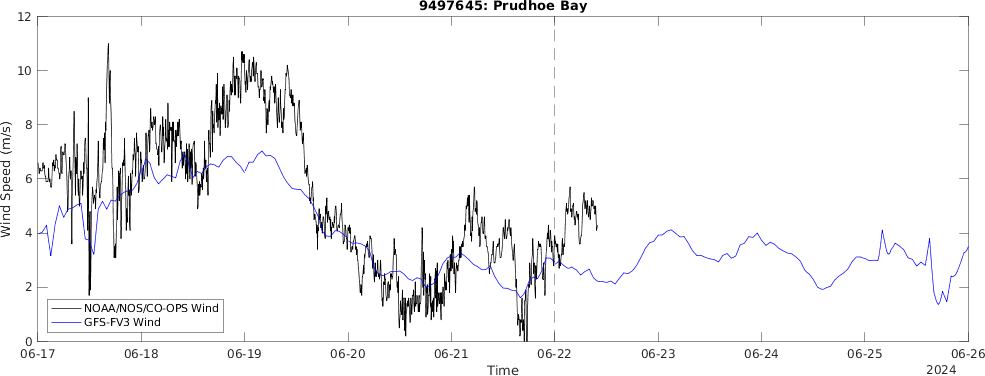 9497645: Prudhoe Bay
Wind Speed (m/s)
12
10
8
6
4
2
0
NOAA/NOS/CO-OPS Wind
GFS-FV3 Wind
06-17 06-18 06-19 06-20 06-21 06-22 06-23 06-24 06-25 06-26
Time
2024